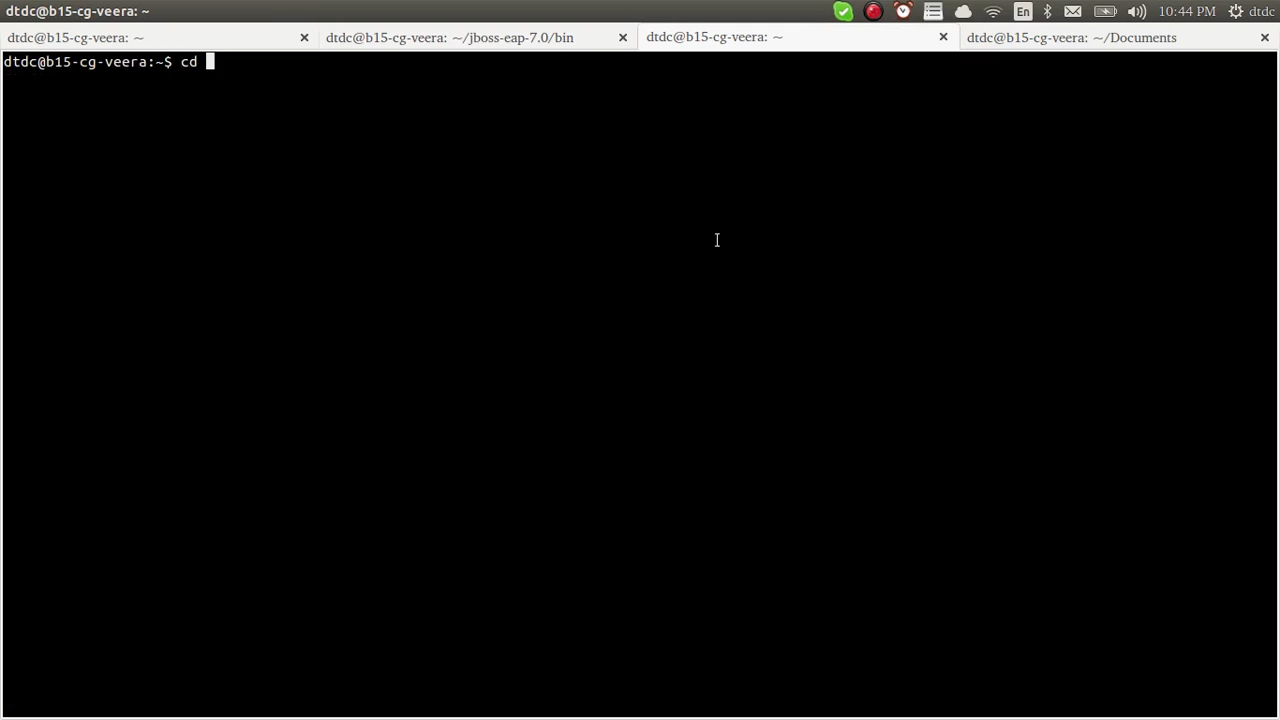 dtdc@b15-cg-veera: ~
En
10:44 PM
dtdc
dtdc@b15-cg-veera: ~
dtdc@b15-cg-veera: ~/jboss-eap-7.0/bin
dtdc@b15-cg-veera: ~
dtdc@b15-cg-veera: ~/Documents
dtdc@b15-cg-veera:~$ cd